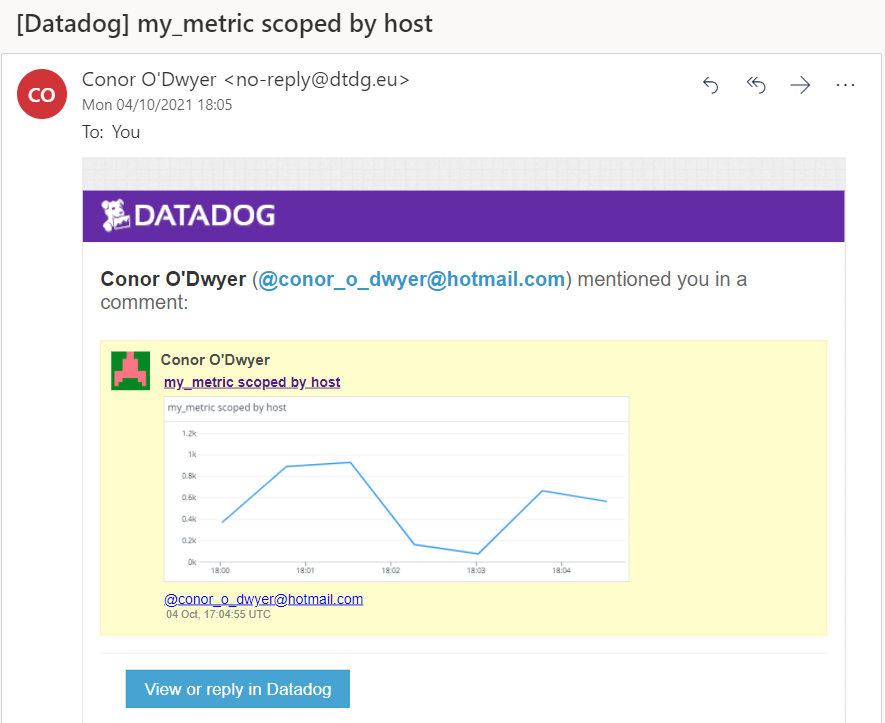 [Datadog] my_metric scoped by host
CO
Conor O'Dwyer <no-reply@dtdg.eu>
Mon 04/10/2021 18:05
To: You
DATADOG
Conor O'Dwyer (@conor_o_dwyer@hotmail.com) mentioned you in a
comment:
Conor O'Dwyer
my_metric scoped by host
my_metric scoped by host
1.2k
1k
0.8k
0.6k
0.4k
0.2k
0k
18:00 18:01 18:02 18:03 18:04
@conor_o_dwyer@hotmail.com
04 Oct, 17:04:55 UTC
View or reply in Datadog